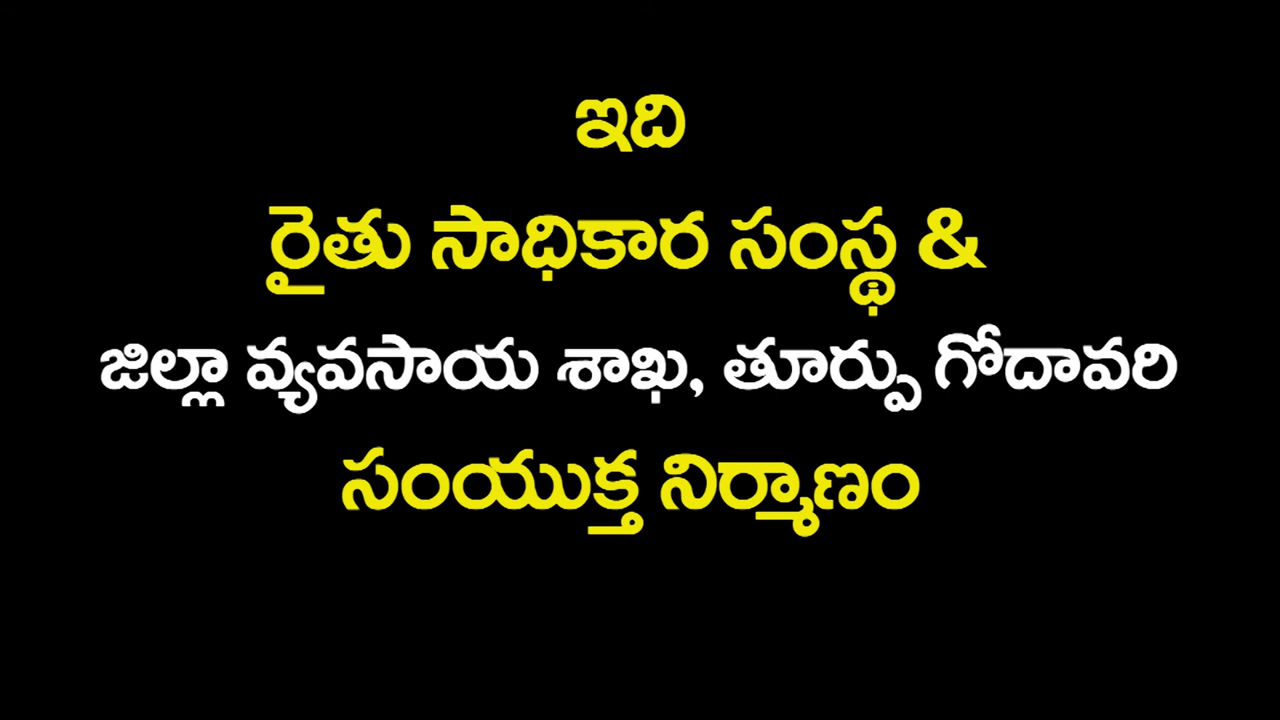 ఇది
రైతు సాధికార సంస్థ &
జిల్లా వ్యవసాయ శాఖ, తూర్పు గోదావరి
సంయుక్త నిర్మాణం